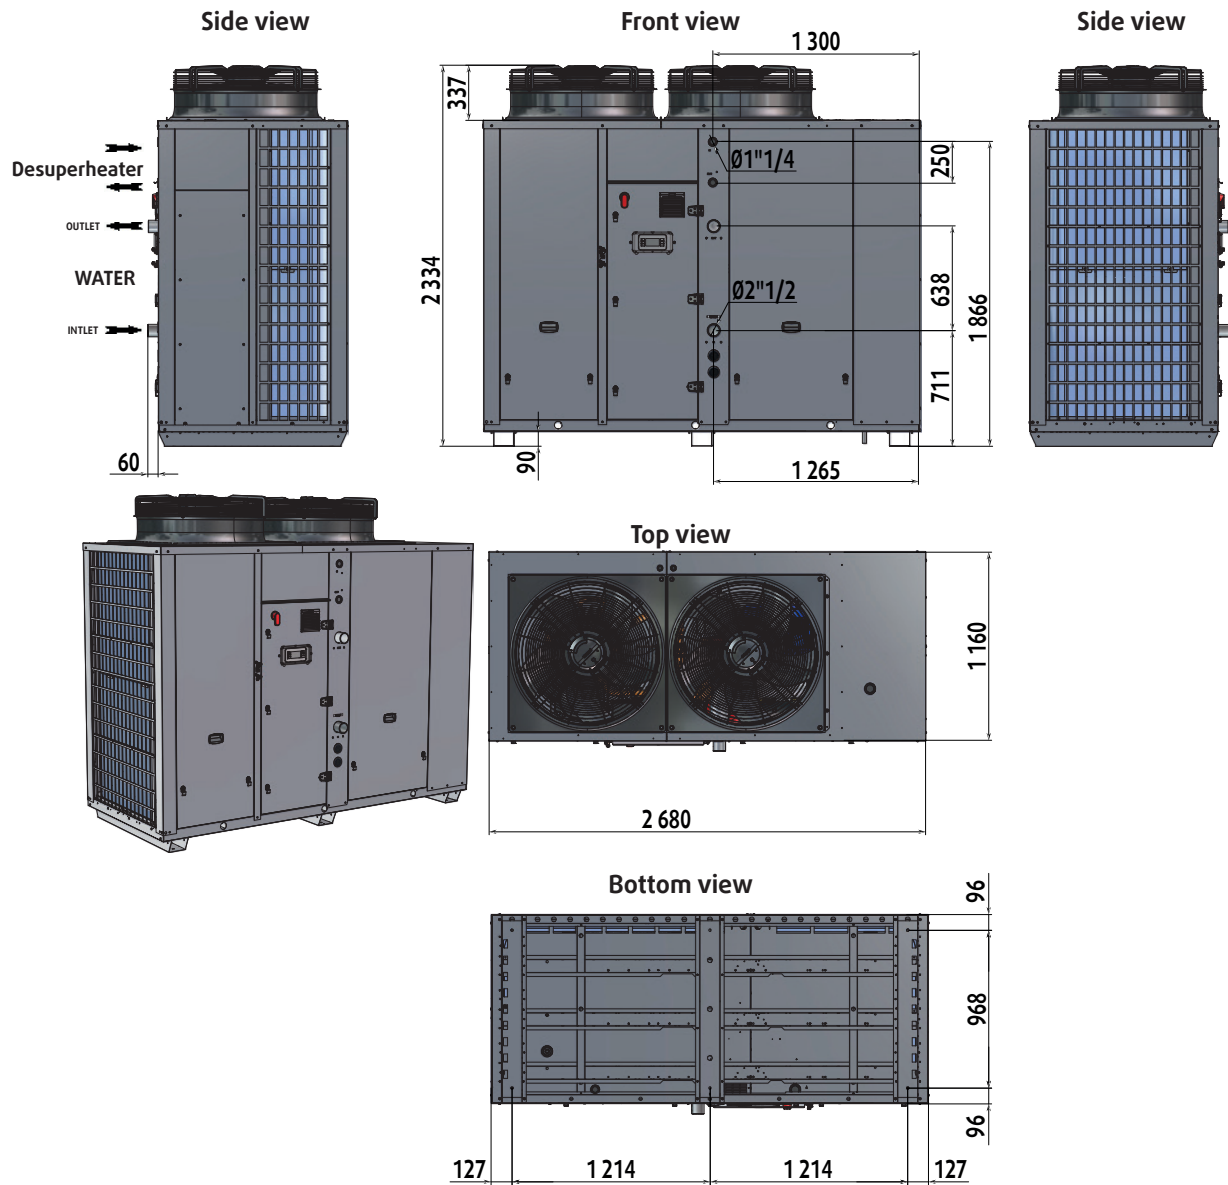 Side view
Front view
Side view
1 300
337
Desuperheater
Ø1"1/4
250
OUTLET
2 334
638
1 866
WATER
Ø2"1/2
INTLET
711
60
90
1 265
Top view
1 160
2 680
Bottom view
96
968
96
127
1 214
1 214
127